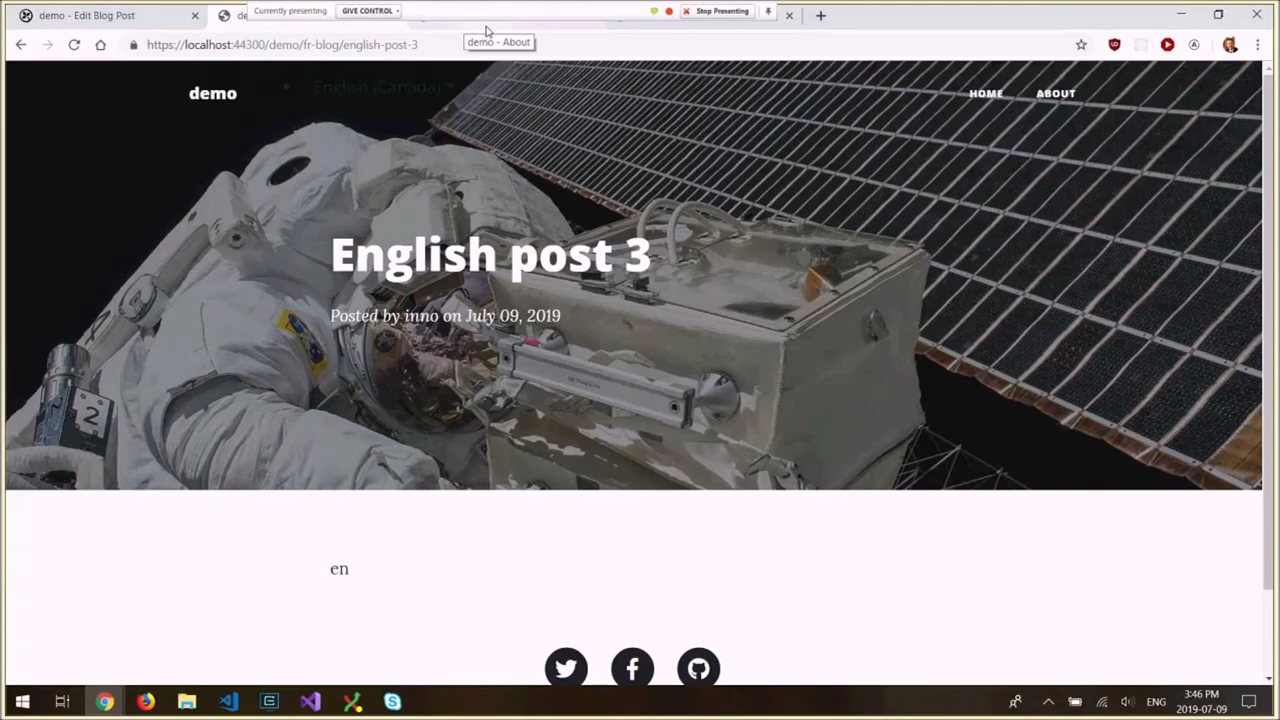 Currently presenting GIVE CONTROL Stop Presenting
demo - Edit Blog Post de
demo - About
https://localhost:44300/demo/fr-blog/english-post-3
English (Canada)
demo HOME ABOUT
2
English post 3
Posted by inno on July 09, 2019
en
ENG
3:46 PM
2019-07-09